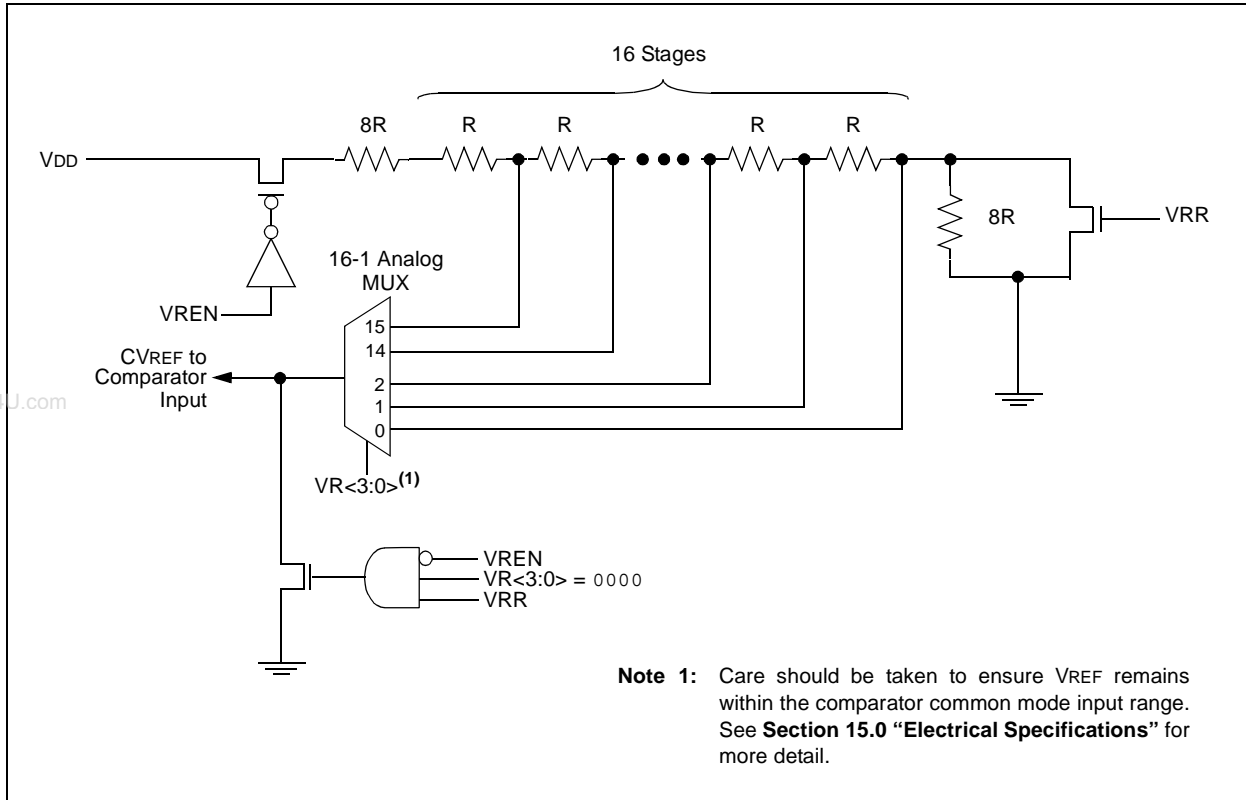 16 Stages
8R R R R R
VDD
8R
VRR
16-1 Analog
MUX
VREN
15
14
2
1
0
CVREF to
Comparator
Input
4U.com
VR<3:0>(1)
VREN
VR<3:0> = 0000
VRR
Note 1: Care should be taken to ensure VREF remains
within the comparator common mode input range.
See Section 15.0 “Electrical Specifications” for
more detail.